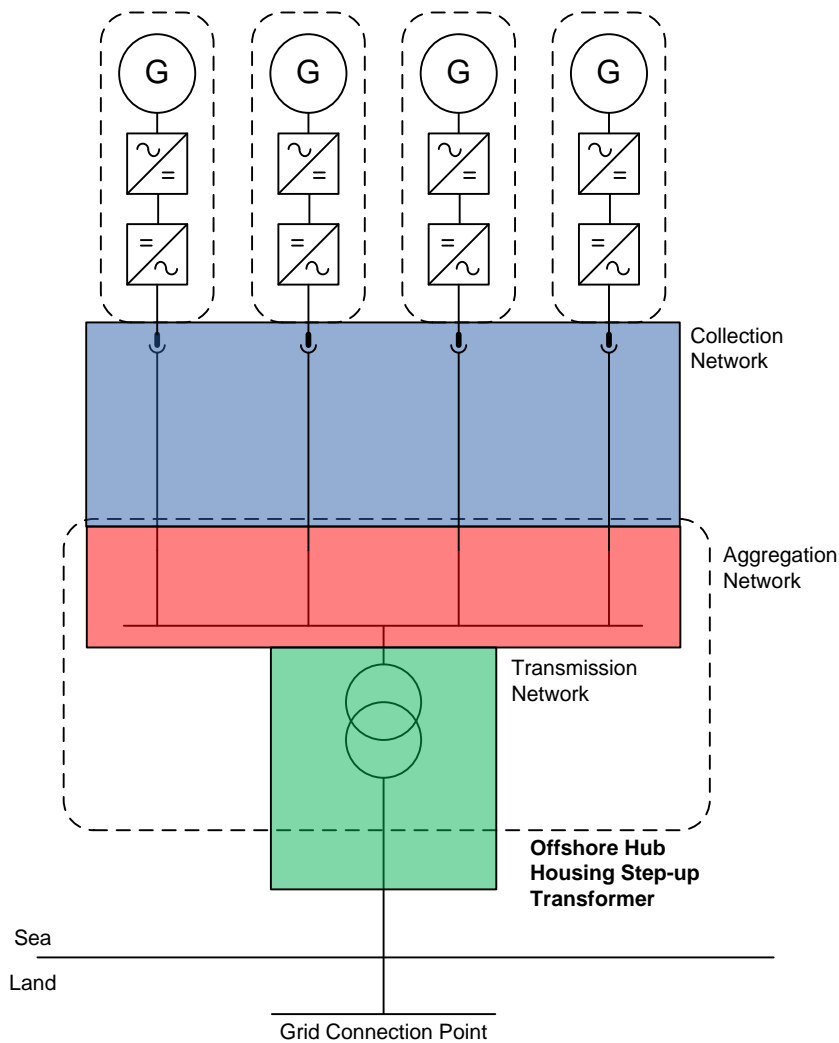 G G G G
Collection
Network
Aggregation
Network
Transmission
Network
Offshore Hub
Housing Step-up
Transformer
Sea
Land
Grid Connection Point